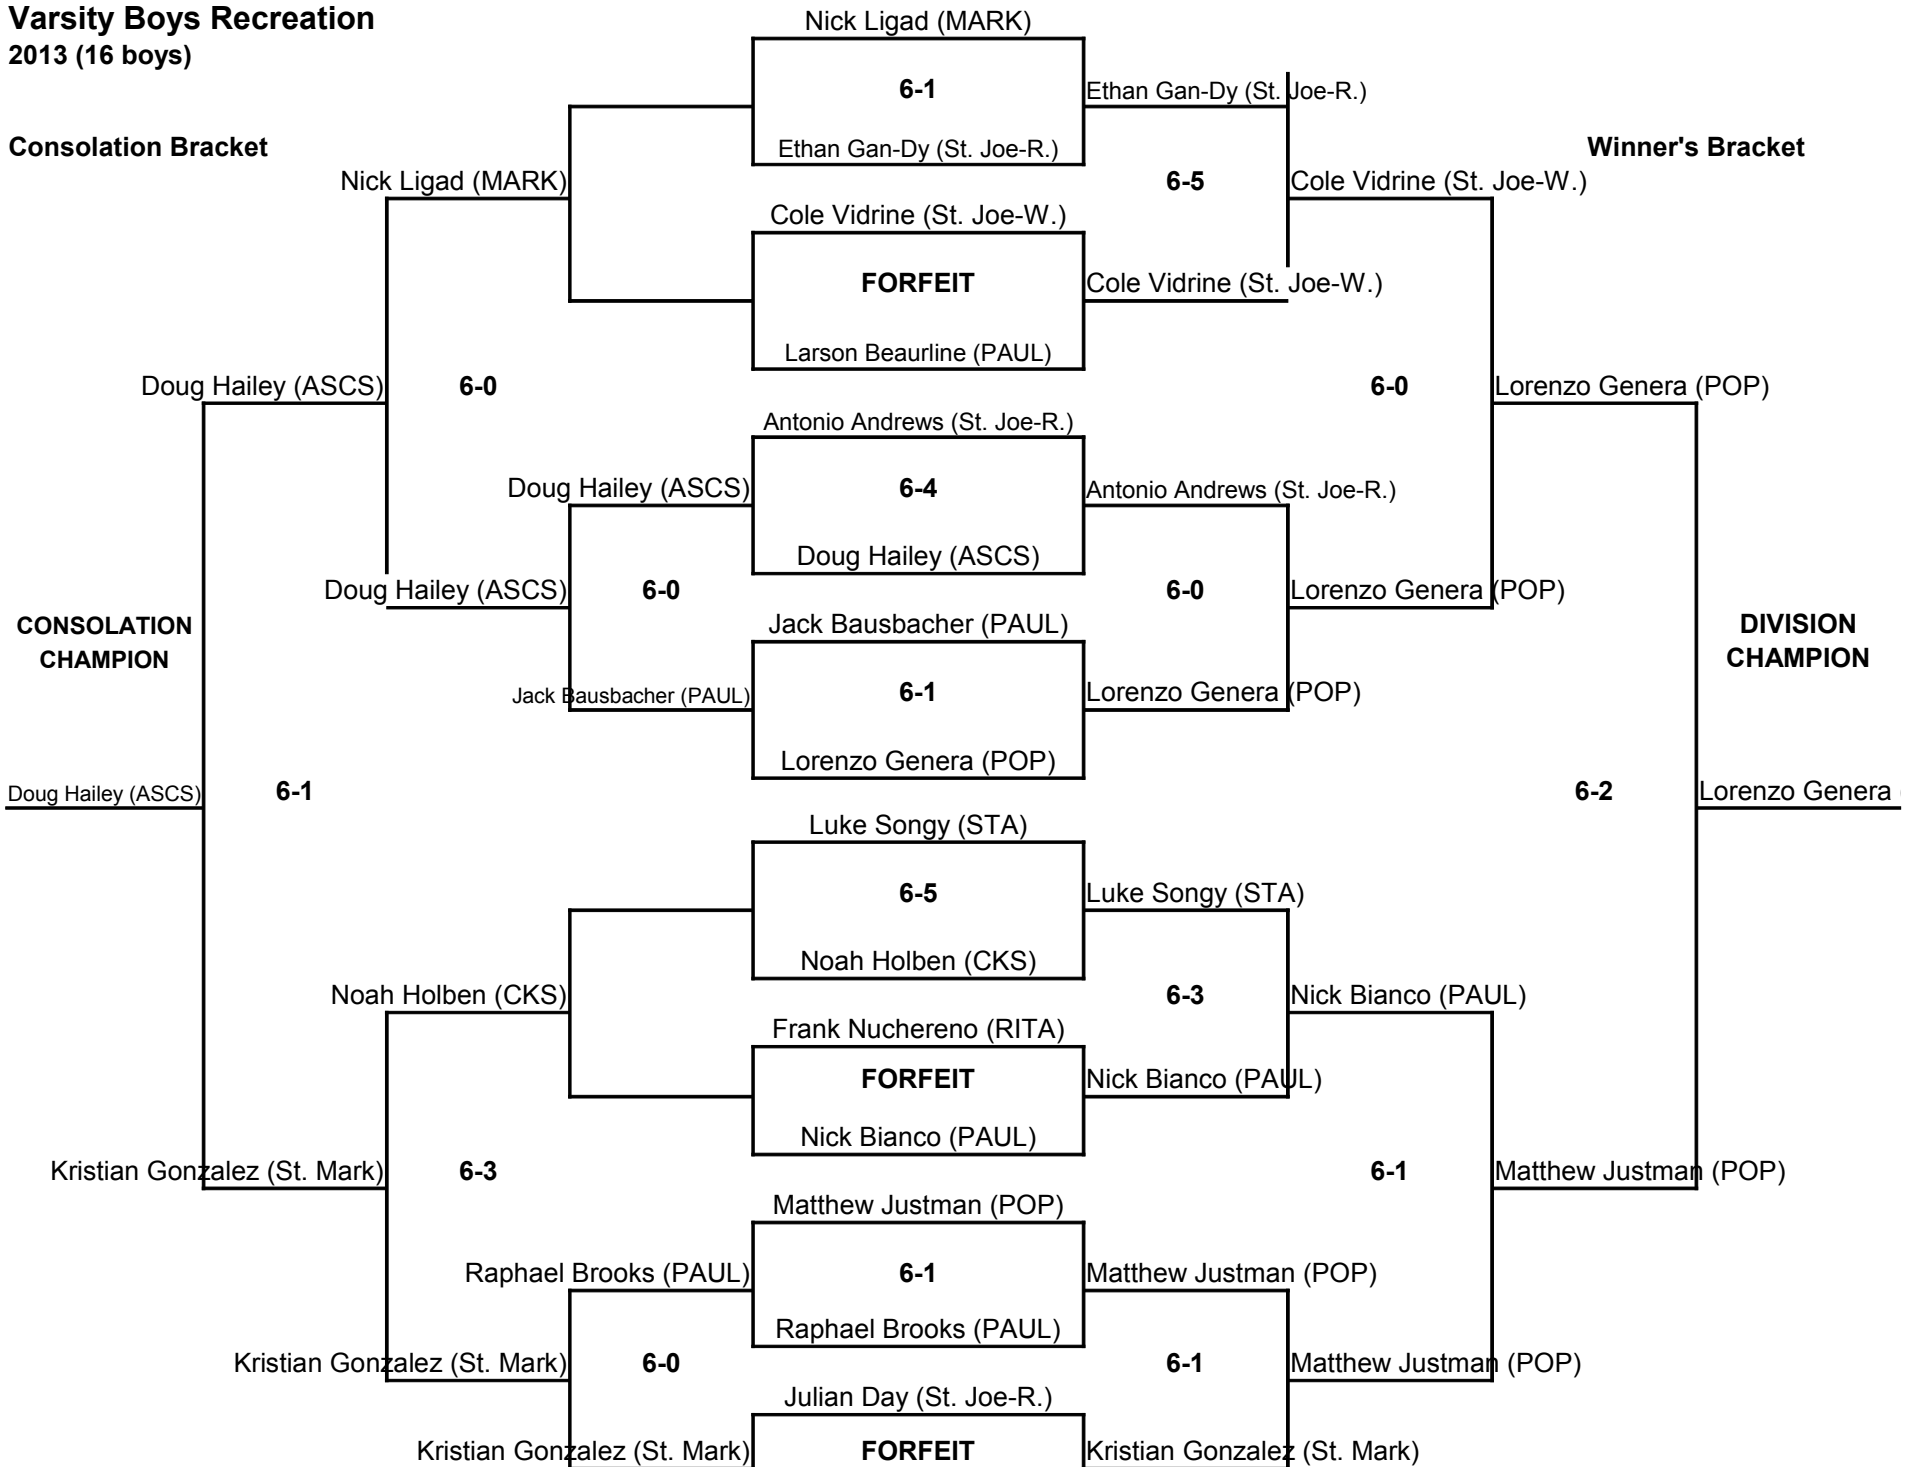 Varsity Boys Recreation
2013 (16 boys)
Nick Ligad (MARK)
6-1
Ethan Gan-Dy (St. Joe-R.)
Consolation Bracket
Ethan Gan-Dy (St. Joe-R.)
Winner's Bracket
Nick Ligad (MARK)
6-5
Cole Vidrine (St. Joe-W.)
Cole Vidrine (St. Joe-W.)
FORFEIT
Cole Vidrine (St. Joe-W.)
Larson Beaurline (PAUL)
Doug Hailey (ASCS)
6-0
6-0
Lorenzo Genera (POP)
Antonio Andrews (St. Joe-R.)
Doug Hailey (ASCS)
6-4
Antonio Andrews (St. Joe-R.)
Doug Hailey (ASCS)
Doug Hailey (ASCS)
6-0
6-0
Lorenzo Genera (POP)
CONSOLATION
CHAMPION
Jack Bausbacher (PAUL)
DIVISION
CHAMPION
Jack Bausbacher (PAUL)
6-1
Lorenzo Genera (POP)
Lorenzo Genera (POP)
Doug Hailey (ASCS)
6-1
6-2
Lorenzo Genera
Luke Songy (STA)
6-5
Luke Songy (STA)
Noah Holben (CKS)
Noah Holben (CKS)
6-3
Nick Bianco (PAUL)
Frank Nuchereno (RITA)
FORFEIT
Nick Bianco (PAUL)
Nick Bianco (PAUL)
Kristian Gonzalez (St. Mark)
6-3
6-1
Matthew Justman (POP)
Matthew Justman (POP)
Raphael Brooks (PAUL)
6-1
Matthew Justman (POP)
Raphael Brooks (PAUL)
Kristian Gonzalez (St. Mark)
6-0
6-1
Matthew Justman (POP)
Julian Day (St. Joe-R.)
Kristian Gonzalez (St. Mark)
FORFEIT
Kristian Gonzalez (St. Mark)